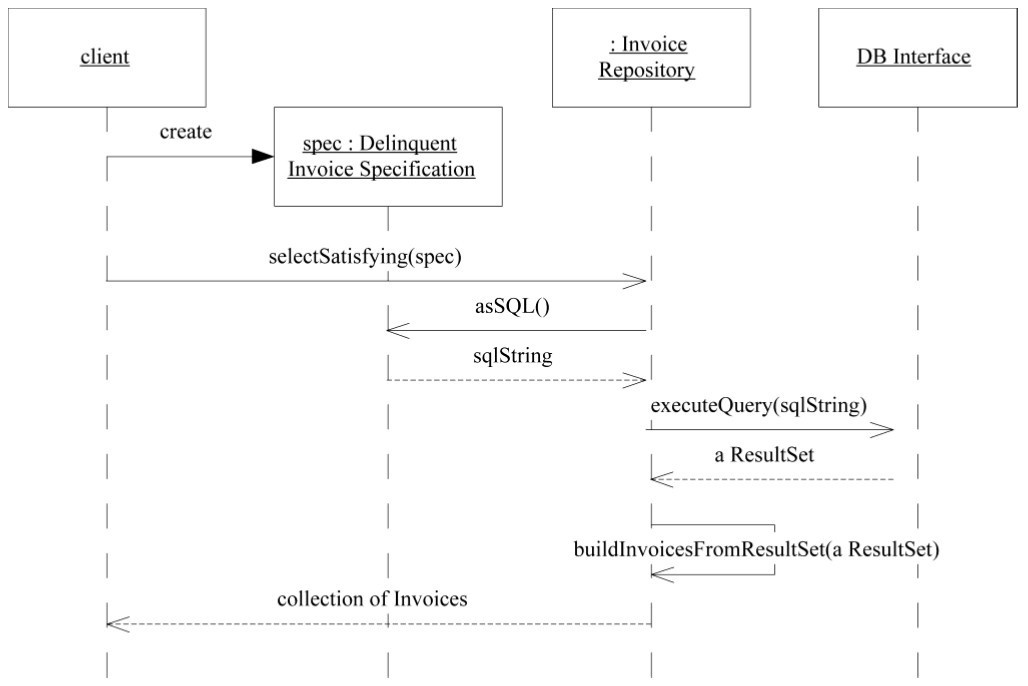 client
: Invoice
Repository
DB Interface
create
spec : Delinquent
Invoice Specification
selectSatisfying(spec)
asSQL()
sqlString
executeQuery(sqlString)
a ResultSet
buildInvoicesFromResultSet(a ResultSet)
collection of Invoices